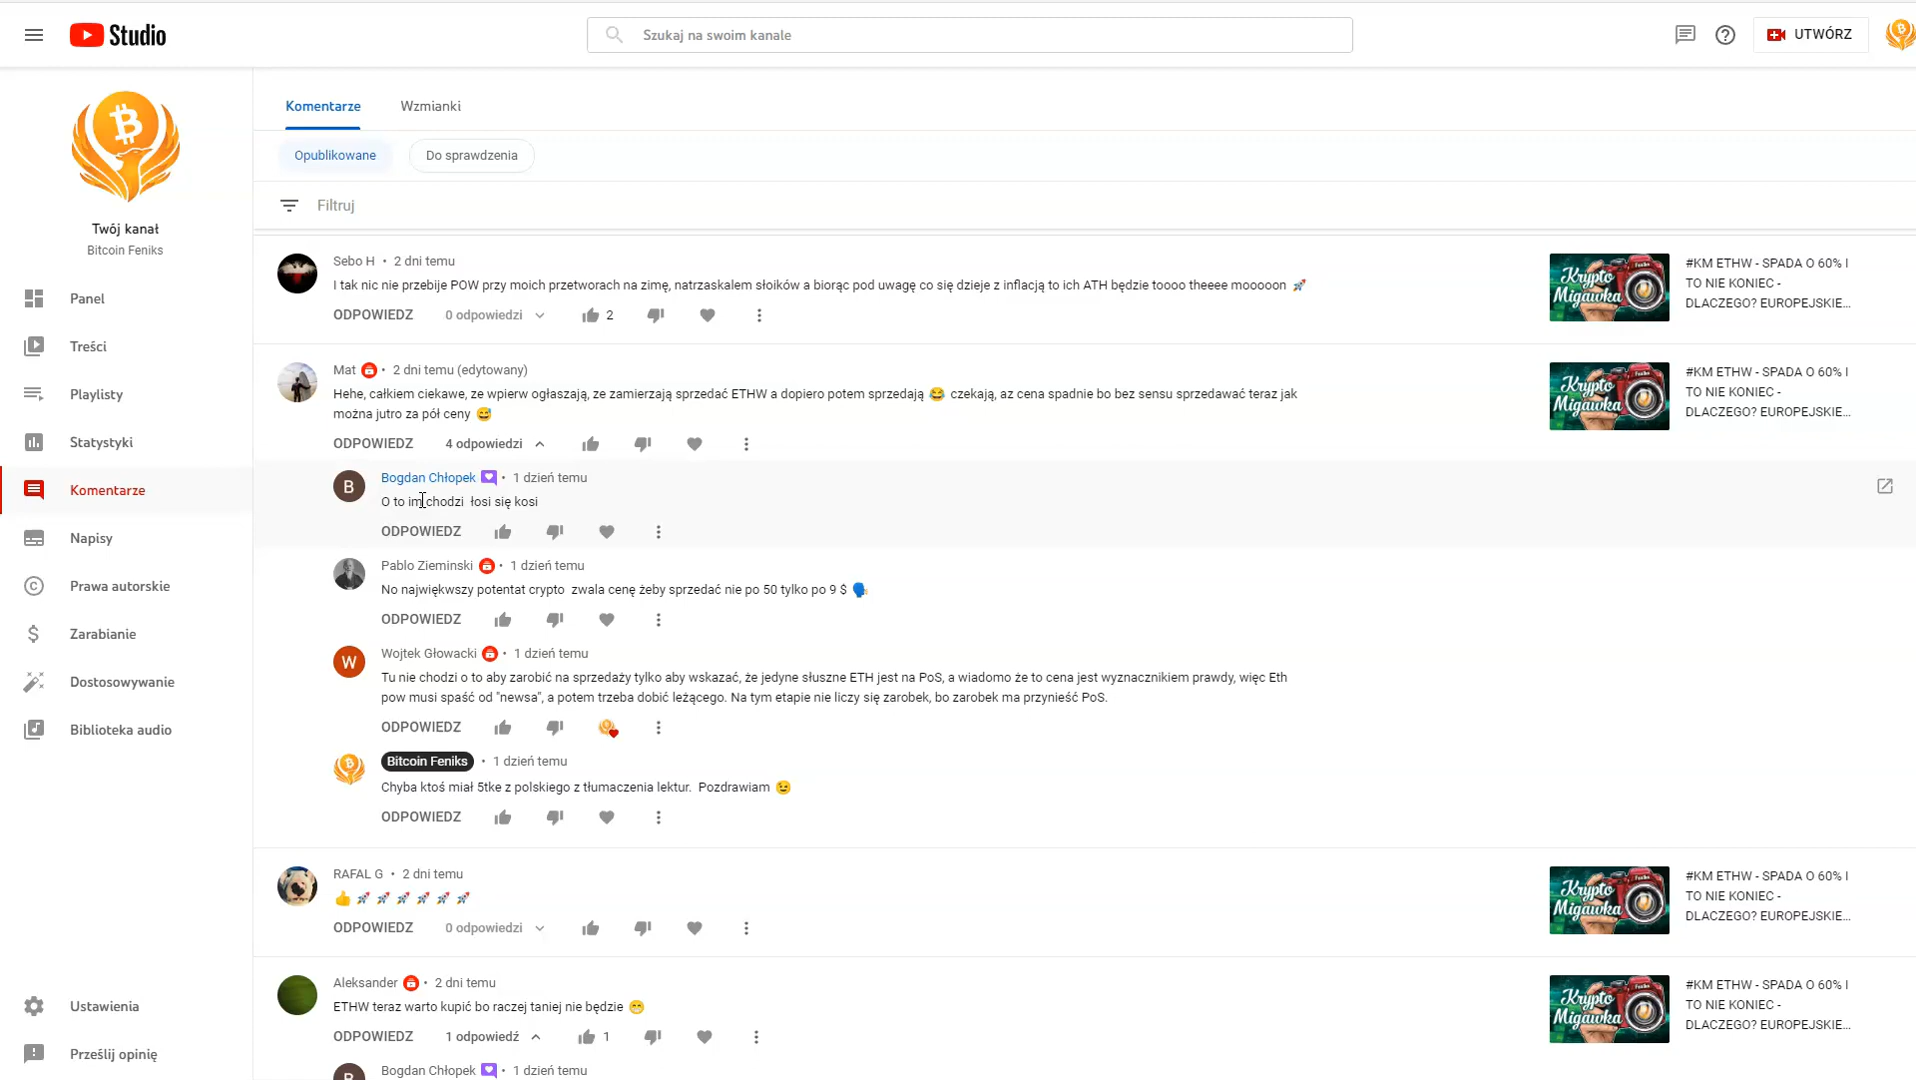 Studio
Szukaj na swoim kanale
UTWÓRZ
Twój kanał
Bitcoin Feniks
Panel
Treści
Playlisty
Statystyki
Komentarze
Napisy
Prawa autorskie
Zarabianie
Dostosowywanie
Biblioteka audio
Ustawienia
Prześlij opinię
Komentarze
Wzmianki
Opublikowane
Do sprawdzenia
Filtruj
Sebo H • 2 dni temu
I tak nic nie przebije POW przy moich przetworach na zimę, natrzaskalem słoików a biorąc pod uwagę co się dzieje z inflacją to ich ATH będzie toooo theeee mooooon 🚀
ODPOWIEDZ 0 odpowiedzi 2
Krypto
Migawka
#KM ETHW - SPADA O 60% I
TO NIE KONIEC -
DLACZEGO? EUROPEJSKIE...
Mat • 2 dni temu (edytowany)
Hehe, całkiem ciekawe, ze wpierw ogłaszają, ze zamierzają sprzedać ETHW a dopiero potem sprzedają 😂 czekają, az cena spadnie bo bez sensu sprzedawać teraz jak
można jutro za pół ceny 😅
ODPOWIEDZ 4 odpowiedzi
Krypto
Migawka
#KM ETHW - SPADA O 60% I
TO NIE KONIEC -
DLACZEGO? EUROPEJSKIE...
B
Bogdan Chłopek • 1 dzień temu
O to im chodzi łosi się kosi
ODPOWIEDZ
Pablo Zieminski • 1 dzień temu
No najwiękwszy potentat crypto zwala cenę żeby sprzedać nie po 50 tylko po 9 $ 🗣️
ODPOWIEDZ
W
Wojtek Głowacki • 1 dzień temu
Tu nie chodzi o to aby zarobić na sprzedaży tylko aby wskazać, że jedyne słuszne ETH jest na PoS, a wiadomo że to cena jest wyznacznikiem prawdy, więc Eth
pow musi spaść od "newsa", a potem trzeba dobić leżącego. Na tym etapie nie liczy się zarobek, bo zarobek ma przynieść PoS.
ODPOWIEDZ
Bitcoin Feniks • 1 dzień temu
Chyba ktoś miał 5tke z polskiego z tłumaczenia lektur. Pozdrawiam 😉
ODPOWIEDZ
RAFAL G • 2 dni temu
👍🚀🚀🚀🚀🚀🚀
ODPOWIEDZ 0 odpowiedzi
Krypto
Migawka
#KM ETHW - SPADA O 60% I
TO NIE KONIEC -
DLACZEGO? EUROPEJSKIE...
Aleksander • 2 dni temu
ETHW teraz warto kupić bo raczej taniej nie będzie 😁
ODPOWIEDZ 1 odpowiedź 1
Krypto
Migawka
#KM ETHW - SPADA O 60% I
TO NIE KONIEC -
DLACZEGO? EUROPEJSKIE...
B
Bogdan Chłopek • 1 dzień temu